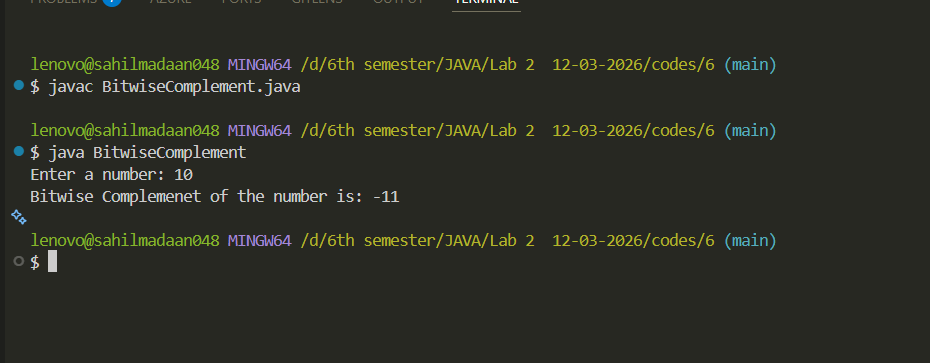 PROBLEMS AZURE PORTS GITLENS OUTPUT TERMINAL
lenovo@sahilmadaan048 MINGW64 /d/6th semester/JAVA/Lab 2  12-03-2026/codes/6 (main)
$ javac BitwiseComplement.java
lenovo@sahilmadaan048 MINGW64 /d/6th semester/JAVA/Lab 2  12-03-2026/codes/6 (main)
$ java BitwiseComplement
Enter a number: 10
Bitwise Complemenet of the number is: -11
lenovo@sahilmadaan048 MINGW64 /d/6th semester/JAVA/Lab 2  12-03-2026/codes/6 (main)
$